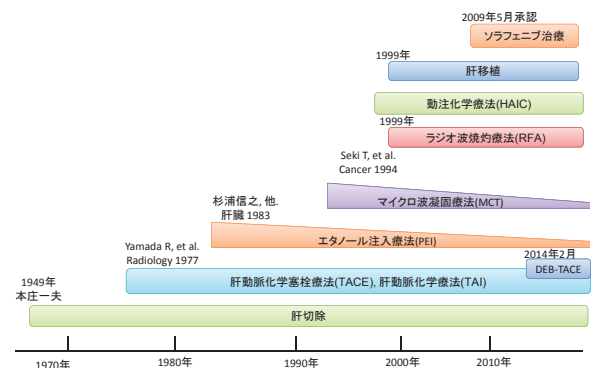 2009年5月承認
ソラフェニブ治療
1999年
肝移植
動注化学療法(HAIC)
1999年
ラジオ波焼灼療法(RFA)
Seki T, et al.
Cancer 1994
マイクロ波凝固療法(MCT)
杉浦信之, 他.
肝臓 1983
エタノール注入療法(PEI)
Yamada R, et al.
Radiology 1977
2014年2月
DEB-TACE
肝動脈化学塞栓療法(TACE), 肝動脈化学療法(TAI)
1949年
本庄一夫
肝切除
1970年
1980年
1990年
2000年
2010年